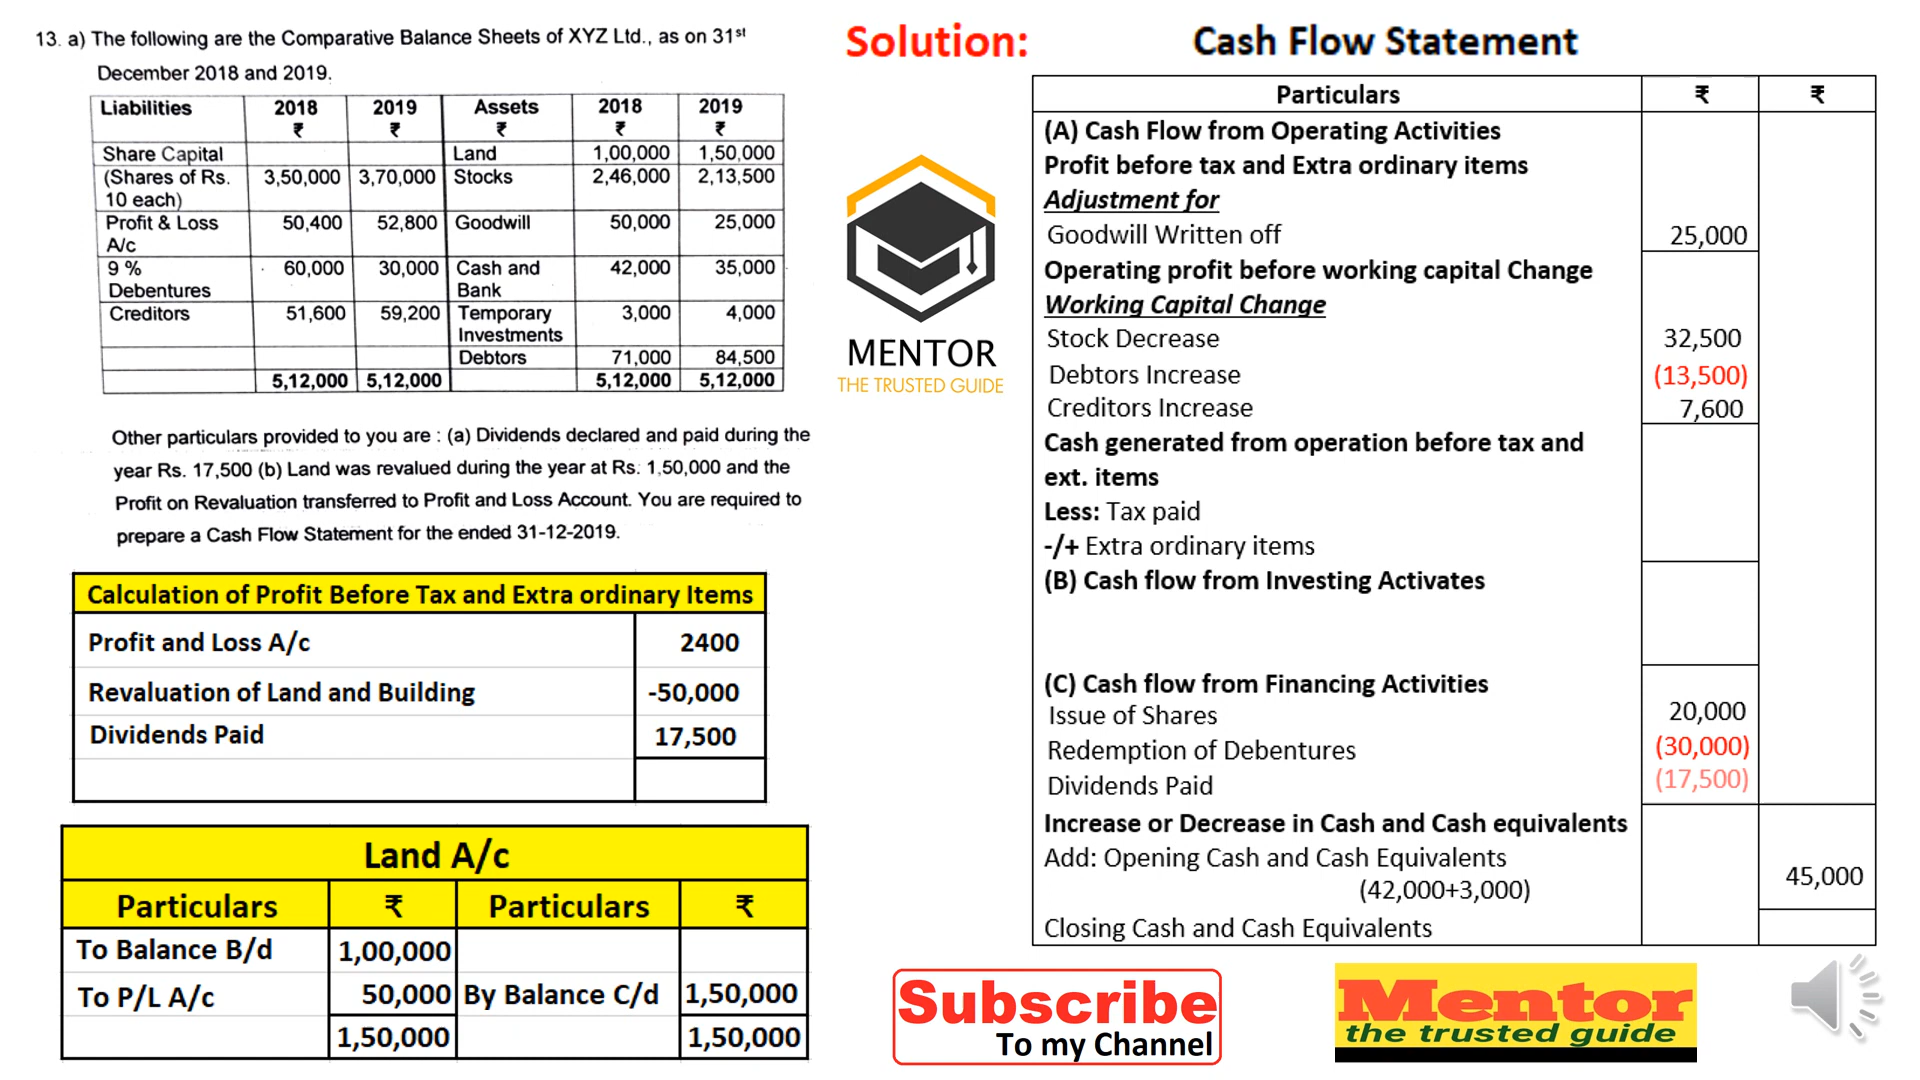 13. a) The following are the Comparative Balance Sheets of XYZ Ltd., as on 31st
December 2018 and 2019.
Liabilities 2018 ₹ 2019 ₹ Assets ₹ 2018 ₹ 2019 ₹
Share Capital Land 1,00,000 1,50,000
(Shares of Rs. 3,50,000 3,70,000 Stocks 2,46,000 2,13,500
10 each)
Profit & Loss 50,400 52,800 Goodwill 50,000 25,000
A/c
9 % 60,000 30,000 Cash and 42,000 35,000
Debentures Bank
Creditors 51,600 59,200 Temporary 3,000 4,000
Investments
Debtors 71,000 84,500
5,12,000 5,12,000 5,12,000 5,12,000
Other particulars provided to you are : (a) Dividends declared and paid during the
year Rs. 17,500 (b) Land was revalued during the year at Rs. 1,50,000 and the
Profit on Revaluation transferred to Profit and Loss Account. You are required to
prepare a Cash Flow Statement for the ended 31-12-2019.
Calculation of Profit Before Tax and Extra ordinary Items
Profit and Loss A/c 2400
Revaluation of Land and Building -50,000
Dividends Paid 17,500
Land A/c
Particulars ₹ Particulars ₹
To Balance B/d 1,00,000
To P/L A/c 50,000 By Balance C/d 1,50,000
1,50,000 1,50,000
MENTOR
THE TRUSTED GUIDE
Solution:
Cash Flow Statement
Particulars ₹ ₹
(A) Cash Flow from Operating Activities
Profit before tax and Extra ordinary items
Adjustment for
Goodwill Written off 25,000
Operating profit before working capital Change
Working Capital Change
Stock Decrease 32,500
Debtors Increase (13,500)
Creditors Increase 7,600
Cash generated from operation before tax and
ext. items
Less: Tax paid
-/+ Extra ordinary items
(B) Cash flow from Investing Activates
(C) Cash flow from Financing Activities
Issue of Shares 20,000
Redemption of Debentures (30,000)
Dividends Paid (17,500)
Increase or Decrease in Cash and Cash equivalents
Add: Opening Cash and Cash Equivalents 45,000
(42,000+3,000)
Closing Cash and Cash Equivalents
Subscribe
To my Channel
Mentor
the trusted guide